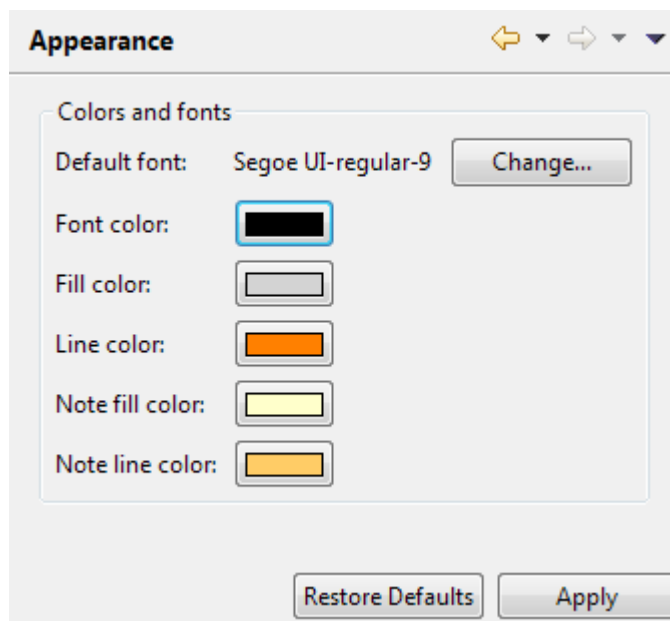 Appearance
Colors and fonts
Default font: Segoe UI-regular-9 Change...
Font color:
Fill color:
Line color:
Note fill color:
Note line color:
Restore Defaults Apply